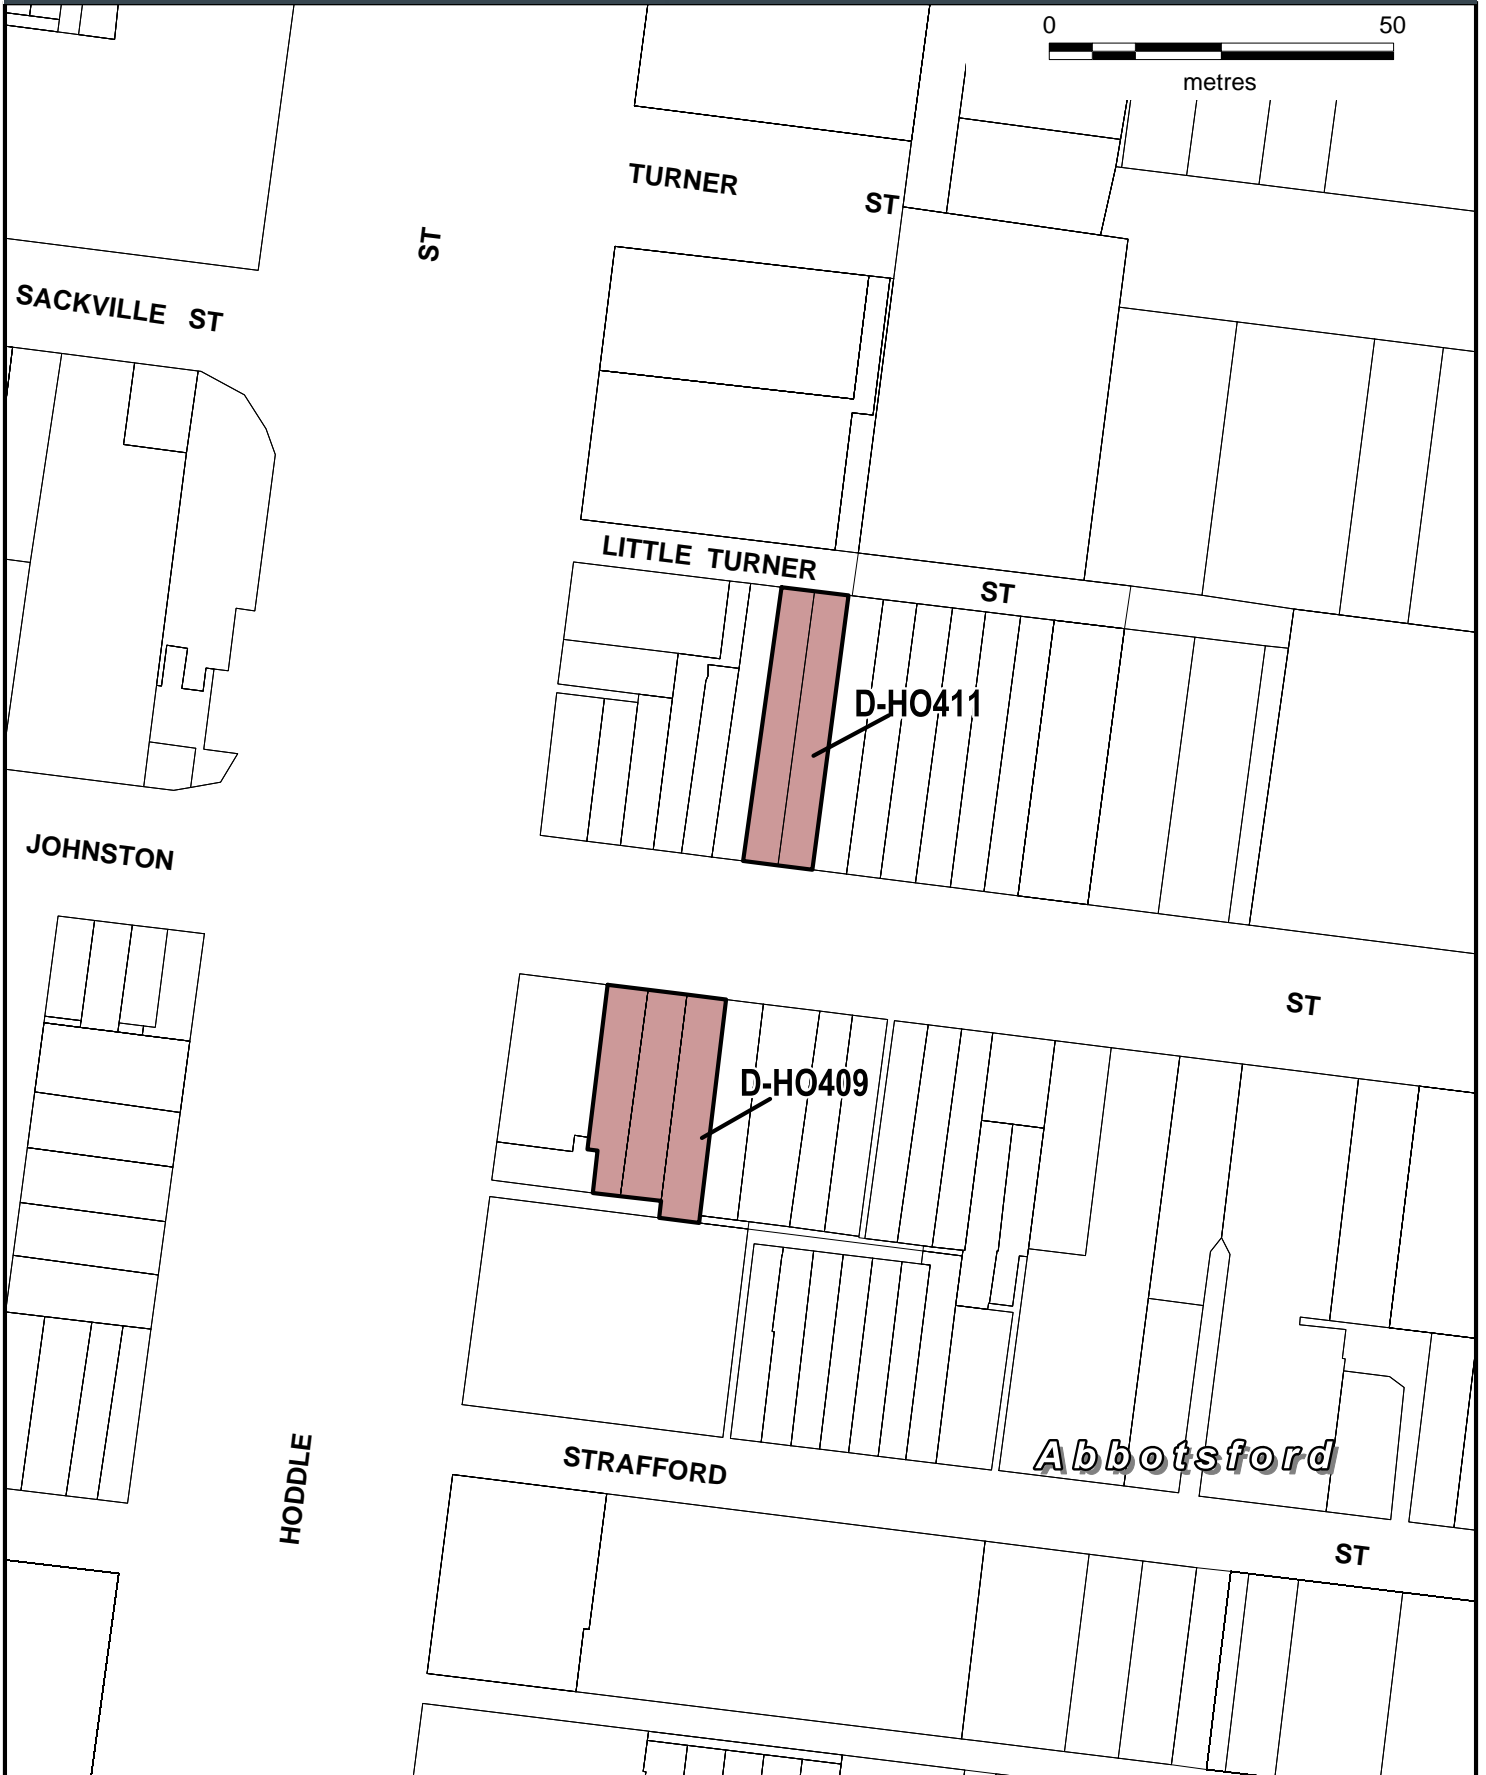 0 50
metres
TURNER ST
ST
SACKVILLE ST
LITTLE TURNER ST
D-HO411
JOHNSTON ST
D-HO409
HODDLE
STRAFFORD ST
Abbotsford